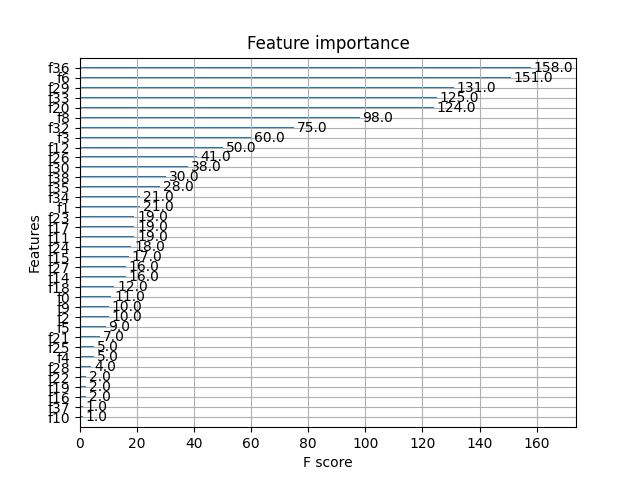 Feature importance
f36 158.0
f6 151.0
f29 131.0
f33 125.0
f20 124.0
f8 98.0
f32 75.0
f3 60.0
f12 50.0
f26 41.0
f30 38.0
f38 30.0
f35 28.0
f34 21.0
f1 21.0
f23 19.0
f17 19.0
f11 19.0
f24 18.0
f15 17.0
f27 16.0
f14 16.0
f18 12.0
f0 11.0
f9 10.0
f2 10.0
f5 9.0
f21 7.0
f25 5.0
f4 5.0
f28 4.0
f22 2.0
f19 2.0
f16 2.0
f37 1.0
f10 1.0
Features
0 20 40 60 80 100 120 140 160
F score